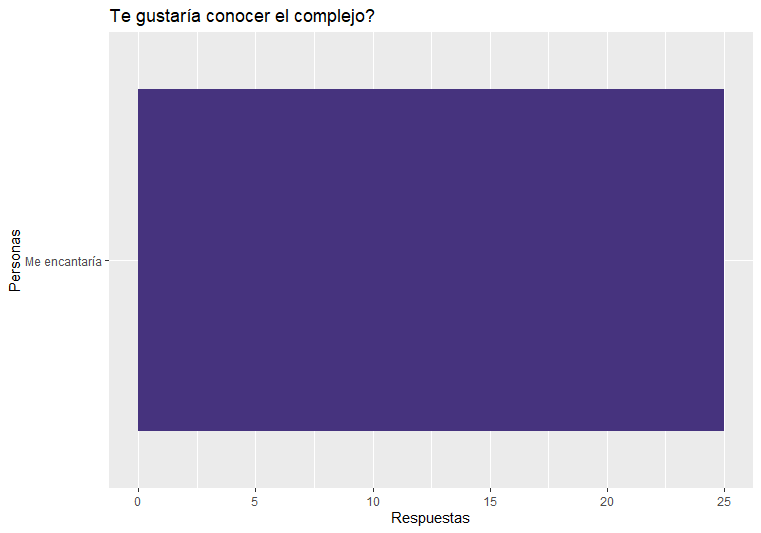 Te gustaría conocer el complejo?
Personas
Me encantaría
0 5 10 15 20 25
Respuestas